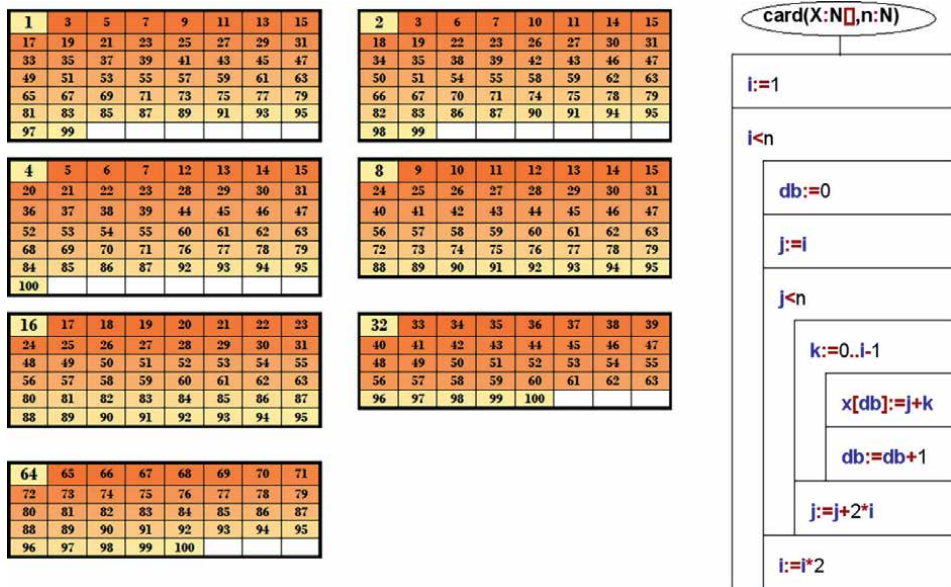 1 3 5 7 9 11 13 15
17 19 21 23 25 27 29 31
33 35 37 39 41 43 45 47
49 51 53 55 57 59 61 63
65 67 69 71 73 75 77 79
81 83 85 87 89 91 93 95
97 99
2 3 6 7 10 11 14 15
18 19 22 23 26 27 30 31
34 35 38 39 42 43 46 47
50 51 54 55 58 59 62 63
66 67 70 71 74 75 78 79
82 83 86 87 90 91 94 95
98 99
4 5 6 7 12 13 14 15
20 21 22 23 28 29 30 31
36 37 38 39 44 45 46 47
52 53 54 55 60 61 62 63
68 69 70 71 76 77 78 79
84 85 86 87 92 93 94 95
100
8 9 10 11 12 13 14 15
24 25 26 27 28 29 30 31
40 41 42 43 44 45 46 47
56 57 58 59 60 61 62 63
72 73 74 75 76 77 78 79
88 89 90 91 92 93 94 95
16 17 18 19 20 21 22 23
24 25 26 27 28 29 30 31
48 49 50 51 52 53 54 55
56 57 58 59 60 61 62 63
80 81 82 83 84 85 86 87
88 89 90 91 92 93 94 95
32 33 34 35 36 37 38 39
40 41 42 43 44 45 46 47
48 49 50 51 52 53 54 55
56 57 58 59 60 61 62 63
96 97 98 99 100
64 65 66 67 68 69 70 71
72 73 74 75 76 77 78 79
80 81 82 83 84 85 86 87
88 89 90 91 92 93 94 95
96 97 98 99 100
card(X:N[],n:N)
i:=1
i<n
db:=0
j:=i
j<n
k:=0..i-1
x[db]:=j+k
db:=db+1
j:=j+2*i
i:=i*2